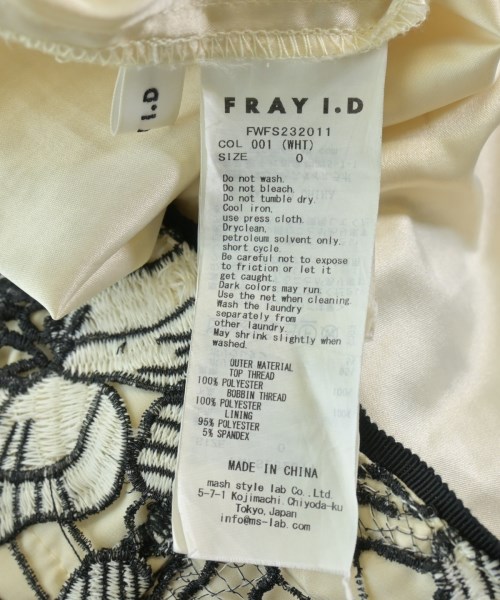 Y I.D
FRAY I.D
FWFS232011
COL 001 (WHT)
SIZE 0
Do not wash.
Do not bleach.
Do not tumble dry.
Cool iron.
use press cloth.
Dryclean.
petroleum solvent only.
short cycle.
Be careful not to expose
to friction or let it
get caught.
Dark colors may run.
Use the net when cleaning.
Wash the laundry
separately from
other laundry.
May shrink slightly when
washed.
OUTER MATERIAL
TOP THREAD
100% POLYESTER
BOBBIN THREAD
100% POLYESTER
LINING
95% POLYESTER
5% SPANDEX
MADE IN CHINA
mash style lab Co.,Ltd.
5-7-1 Kojimachi Chiyoda-ku
Tokyo,Japan
info@ms-lab.com